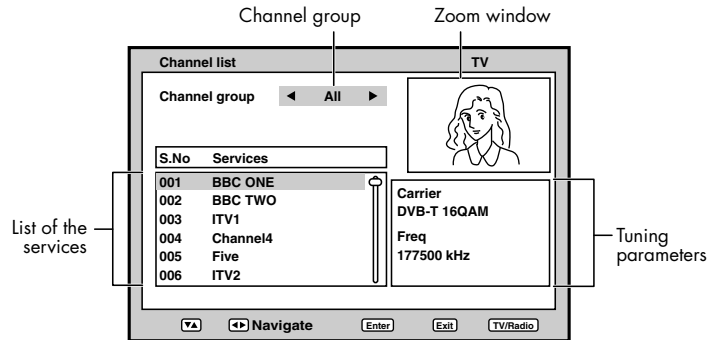 Channel group
Zoom window
Channel list TV
Channel group ◀ All ▶
S.No Services
001 BBC ONE
002 BBC TWO
003 ITV1
004 Channel4
005 Five
006 ITV2
Carrier
DVB-T 16QAM
Freq
177500 kHz
List of the
services
Tuning
parameters
▼▲ ◀▶ Navigate Enter Exit TV/Radio